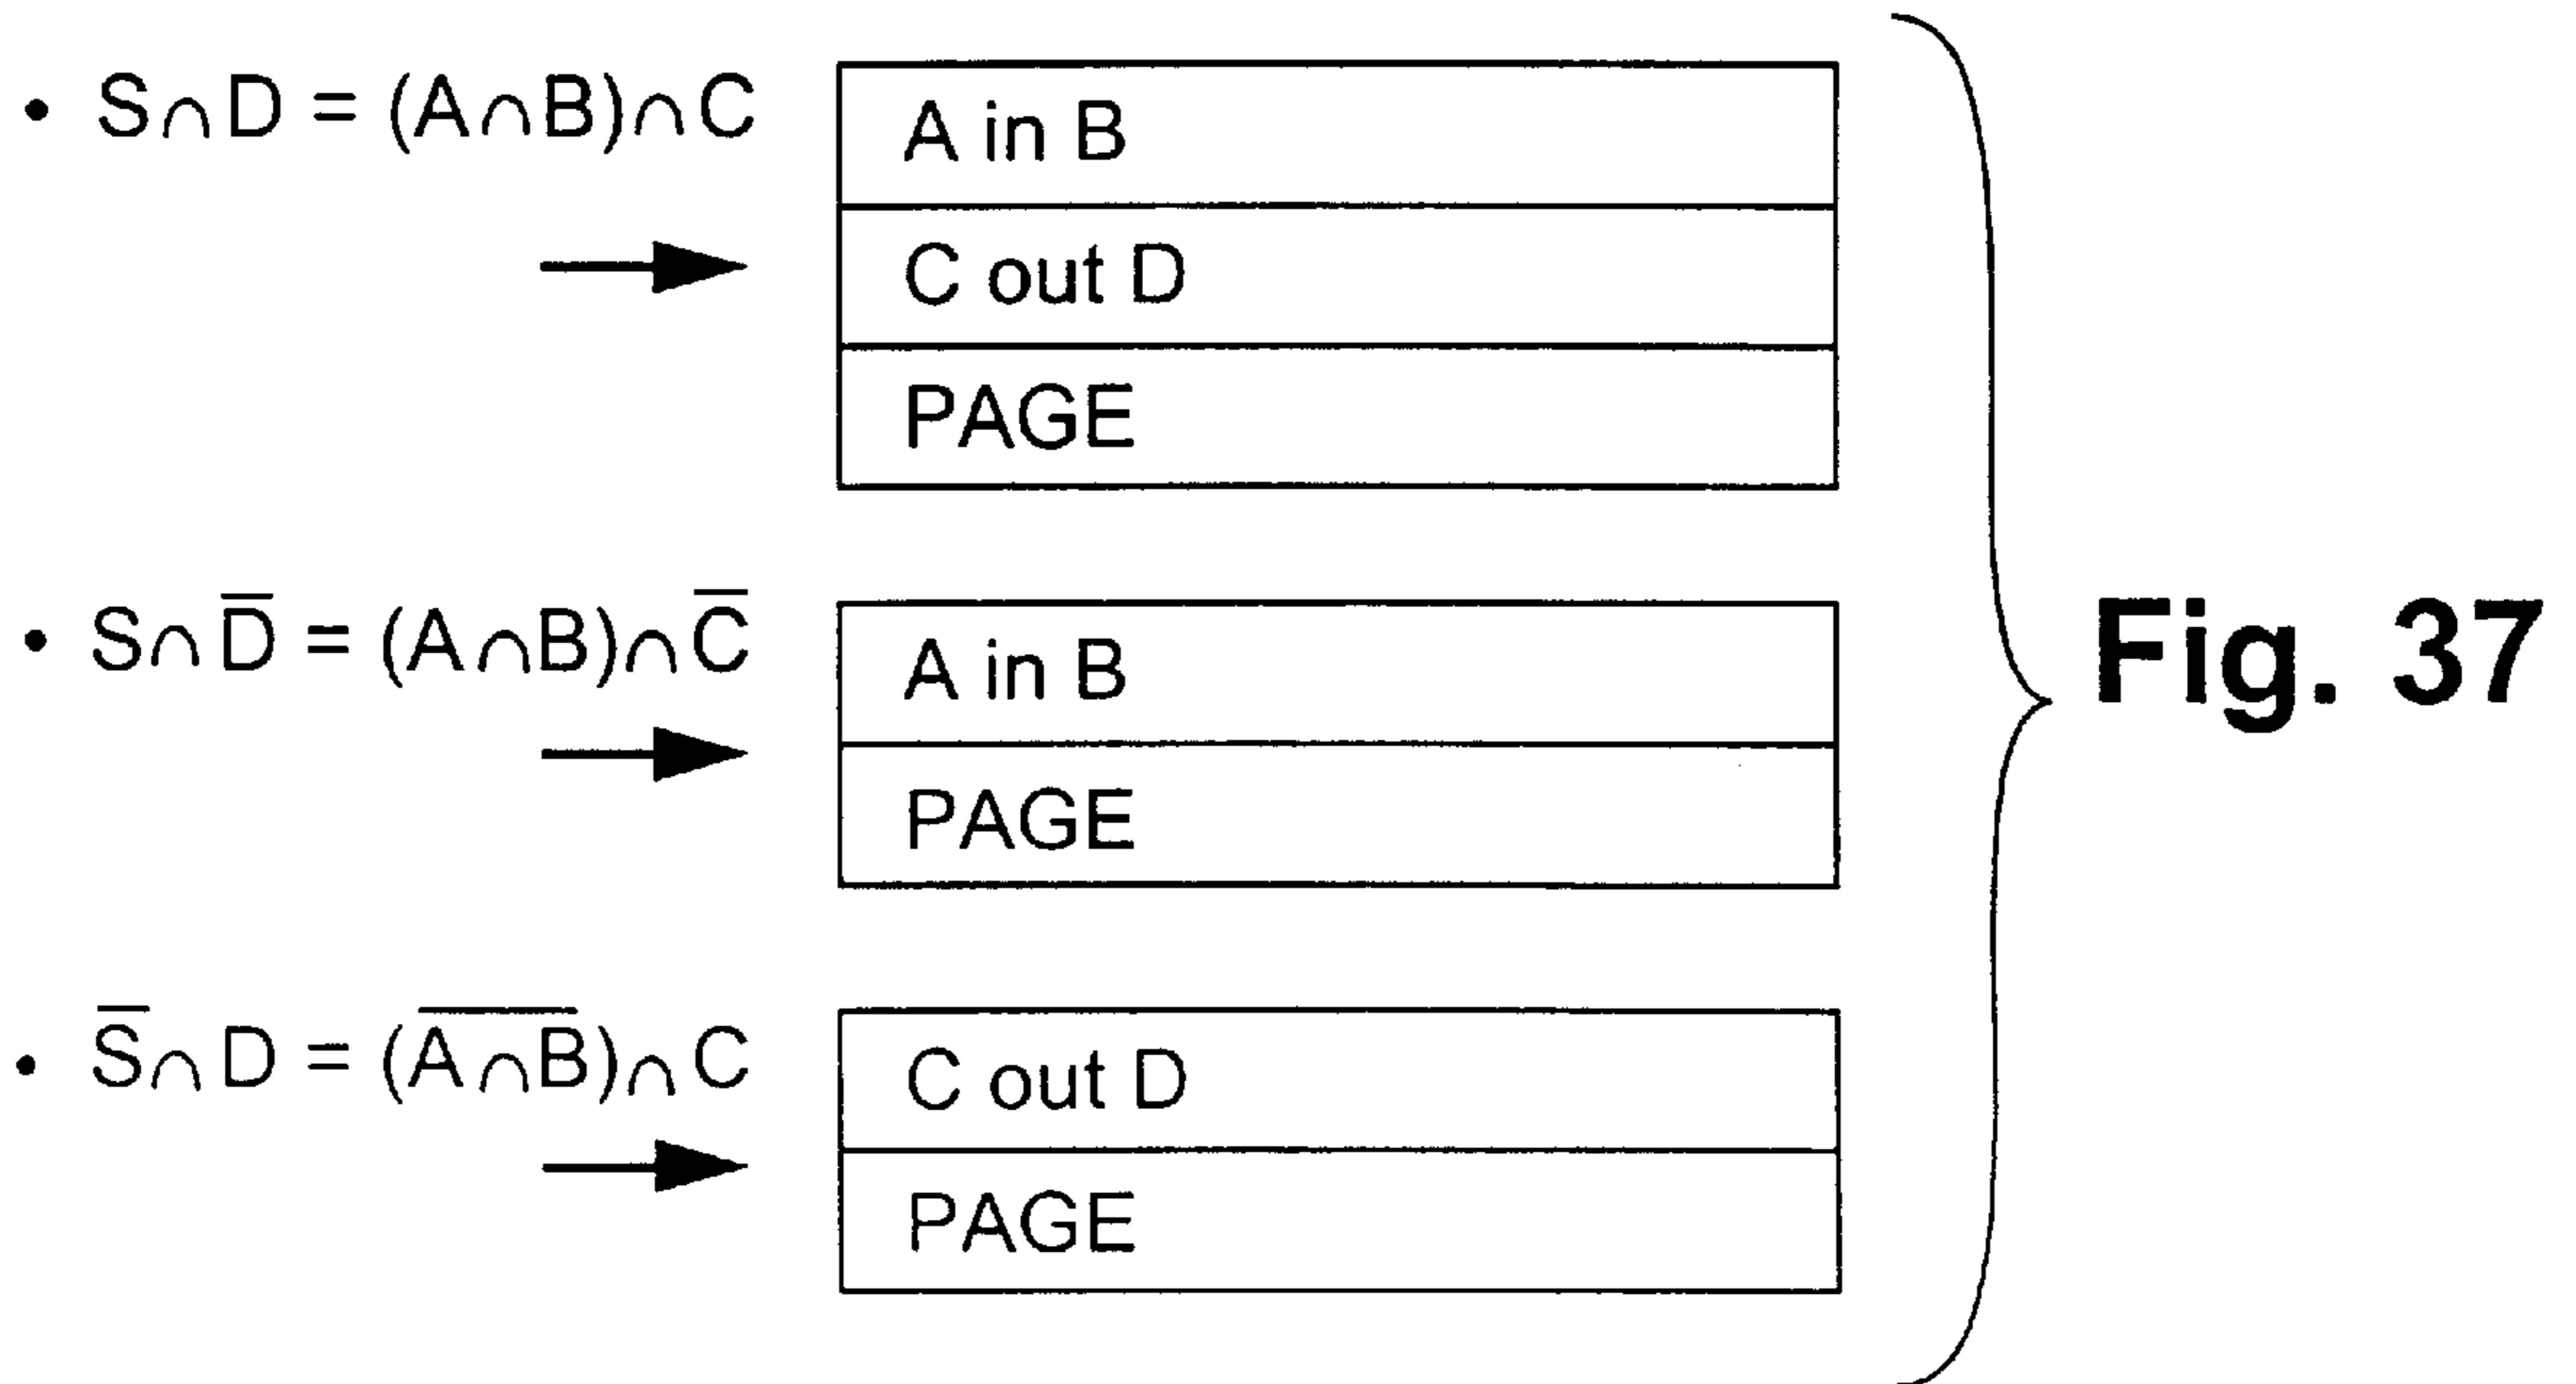 • S∩D = (A∩B)∩C
A in B
C out D
PAGE
• S∩D̅ = (A∩B)∩C̅
A in B
PAGE
• S̅∩D = (A̅∩̅B̅)∩C
C out D
PAGE
Fig. 37